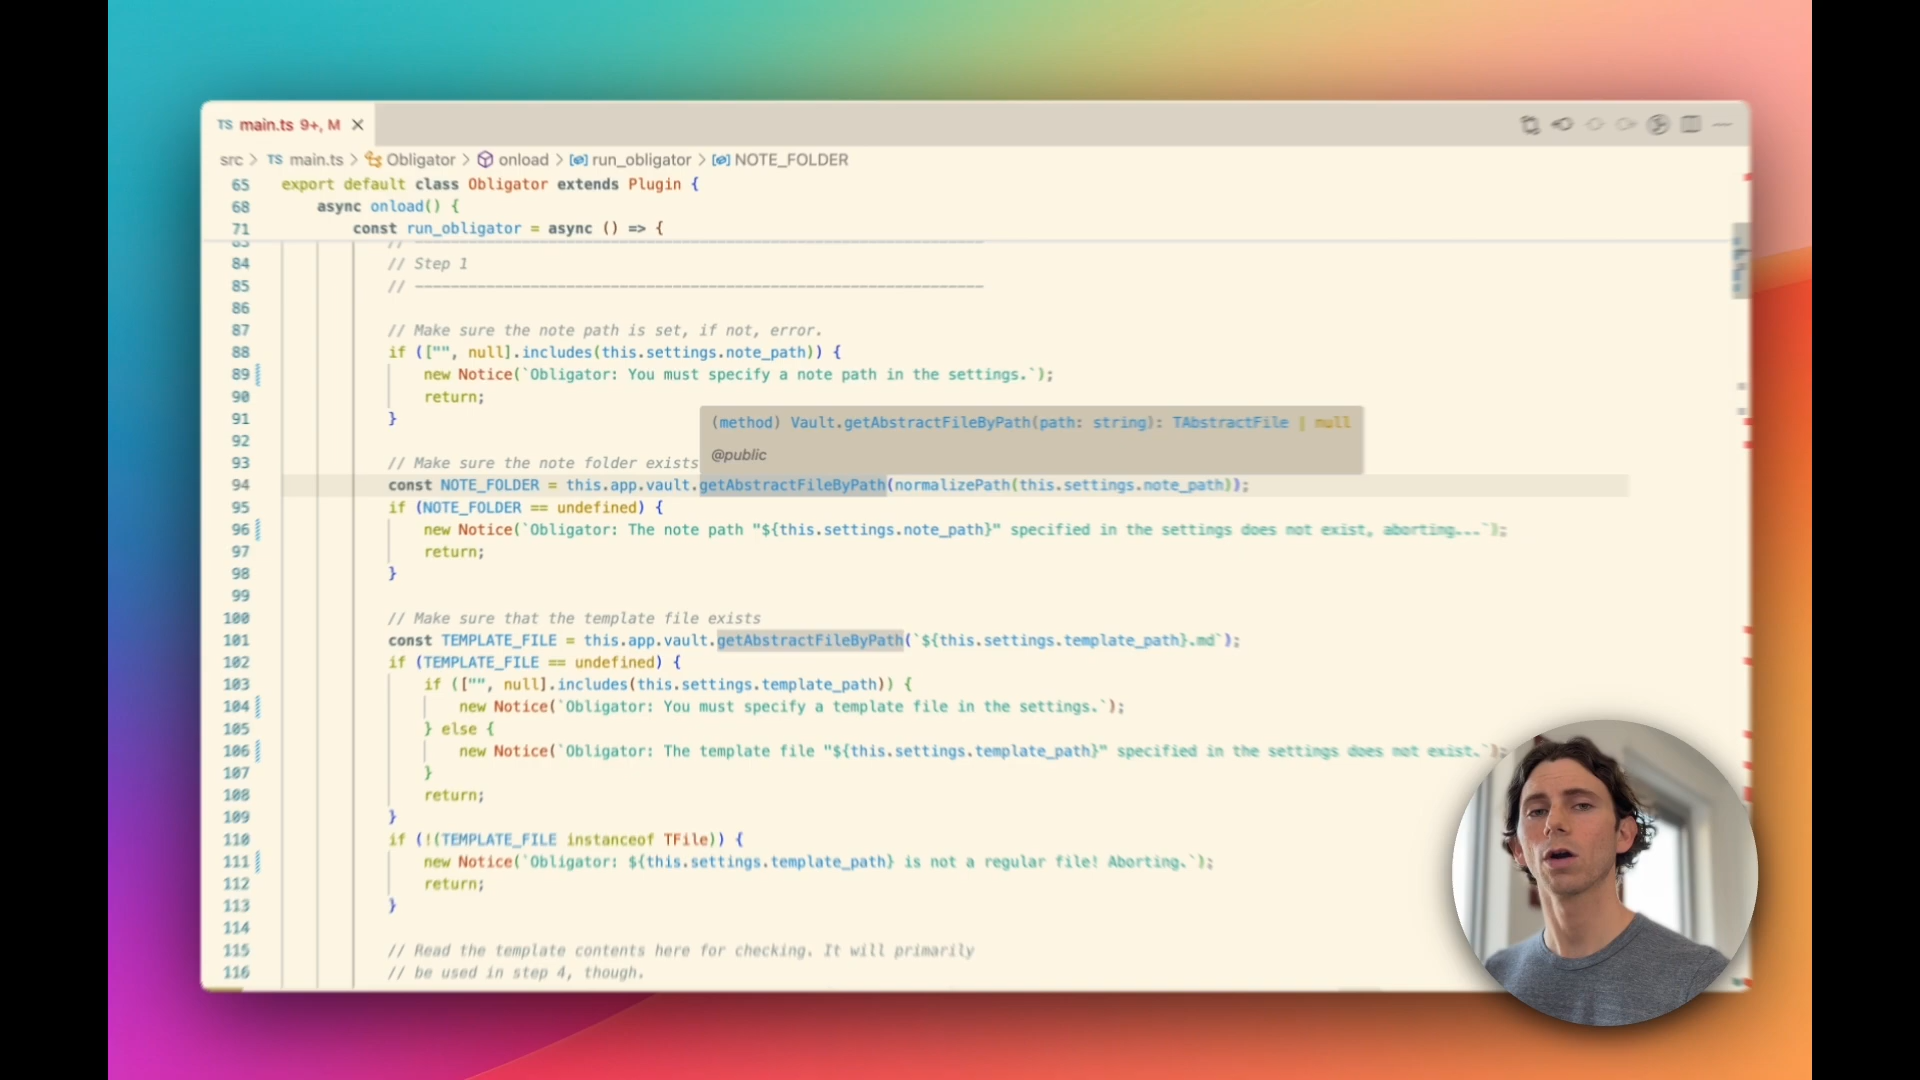 TS main.ts 9+, M
src > TS main.ts > Obligator > onload > run_obligator > NOTE_FOLDER
65 export default class Obligator extends Plugin {
68 async onload() {
71 const run_obligator = async () => {
83 // ----------------------------------------------------------------
84 // Step 1
85 // ----------------------------------------------------------------
86
87 // Make sure the note path is set, if not, error.
88 if (["", null].includes(this.settings.note_path)) {
89 new Notice(`Obligator: You must specify a note path in the settings.`);
90 return;
91 }
(method) Vault.getAbstractFileByPath(path: string): TAbstractFile | null
@public
92
93 // Make sure the note folder exists
94 const NOTE_FOLDER = this.app.vault.getAbstractFileByPath(normalizePath(this.settings.note_path));
95 if (NOTE_FOLDER == undefined) {
96 new Notice(`Obligator: The note path "${this.settings.note_path}" specified in the settings does not exist, aborting...`);
97 return;
98 }
99
100 // Make sure that the template file exists
101 const TEMPLATE_FILE = this.app.vault.getAbstractFileByPath(`${this.settings.template_path}.md`);
102 if (TEMPLATE_FILE == undefined) {
103 if (["", null].includes(this.settings.template_path)) {
104 new Notice(`Obligator: You must specify a template file in the settings.`);
105 } else {
106 new Notice(`Obligator: The template file "${this.settings.template_path}" specified in the settings does not exist.`);
107 }
108 return;
109 }
110 if (!(TEMPLATE_FILE instanceof TFile)) {
111 new Notice(`Obligator: ${this.settings.template_path} is not a regular file! Aborting.`);
112 return;
113 }
114
115 // Read the template contents here for checking. It will primarily
116 // be used in step 4, though.